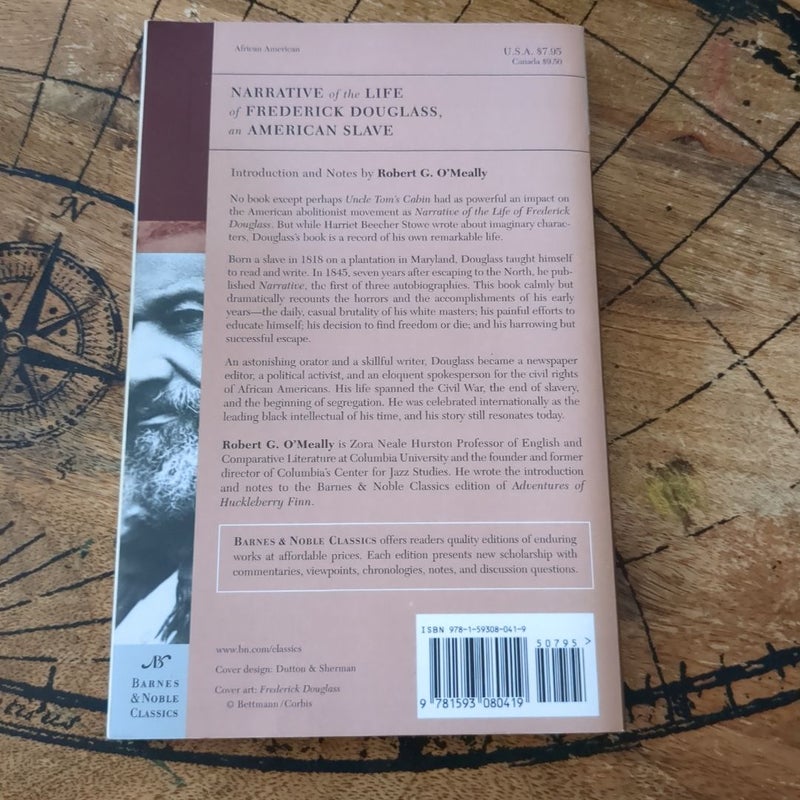 African American
U.S.A. $7.95
Canada $9.50
NARRATIVE of the LIFE
of FREDERICK DOUGLASS,
an AMERICAN SLAVE
Introduction and Notes by Robert G. O'Meally
No book except perhaps Uncle Tom's Cabin had as powerful an impact on
the American abolitionist movement as Narrative of the Life of Frederick
Douglass. But while Harriet Beecher Stowe wrote about imaginary charac-
ters, Douglass's book is a record of his own remarkable life.
Born a slave in 1818 on a plantation in Maryland, Douglass taught himself
to read and write. In 1845, seven years after escaping to the North, he pub-
lished Narrative, the first of three autobiographies. This book calmly but
dramatically recounts the horrors and the accomplishments of his early
years—the daily, casual brutality of his white masters; his painful efforts to
educate himself; his decision to find freedom or die; and his harrowing but
successful escape.
An astonishing orator and a skillful writer, Douglass became a newspaper
editor, a political activist, and an eloquent spokesperson for the civil rights
of African Americans. His life spanned the Civil War, the end of slavery,
and the beginning of segregation. He was celebrated internationally as the
leading black intellectual of his time, and his story still resonates today.
Robert G. O'Meally is Zora Neale Hurston Professor of English and
Comparative Literature at Columbia University and the founder and former
director of Columbia's Center for Jazz Studies. He wrote the introduction
and notes to the Barnes & Noble Classics edition of Adventures of
Huckleberry Finn.
BARNES & NOBLE CLASSICS offers readers quality editions of enduring
works at affordable prices. Each edition presents new scholarship with
commentaries, viewpoints, chronologies, notes, and discussion questions.
www.bn.com/classics
Cover design: Dutton & Sherman
Cover art: Frederick Douglass
© Bettmann/Corbis
ISBN 978-1-59308-041-9
50795 >
9 781593 080419
BARNES
& NOBLE
CLASSICS
N